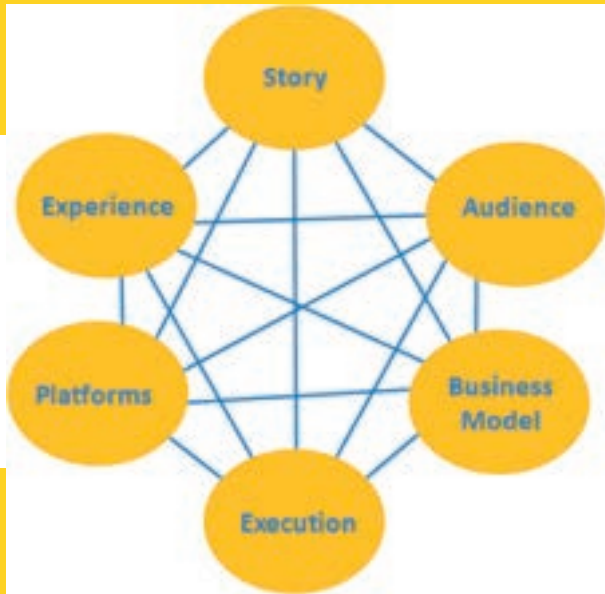 Story
Experience
Audience
Platforms
Business
Model
Execution